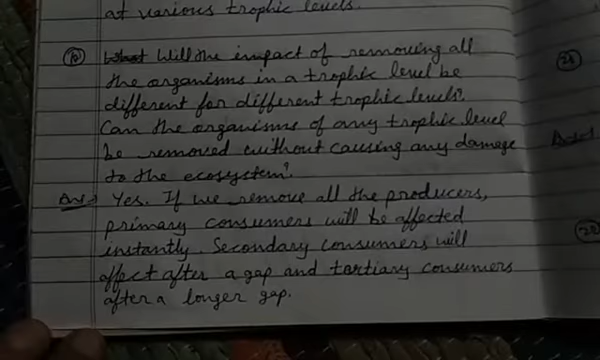 at various trophic levels.
(p) Will the impact of removing all
the organisms in a trophic level be
different for different trophic levels?
Can the organisms of any trophic level
be removed without causing any damage
to the ecosystem?
Ans) Yes. If we remove all the producers,
primary consumers will be affected
instantly. Secondary consumers will
affect after a gap and tertiary consumers
after a longer gap.